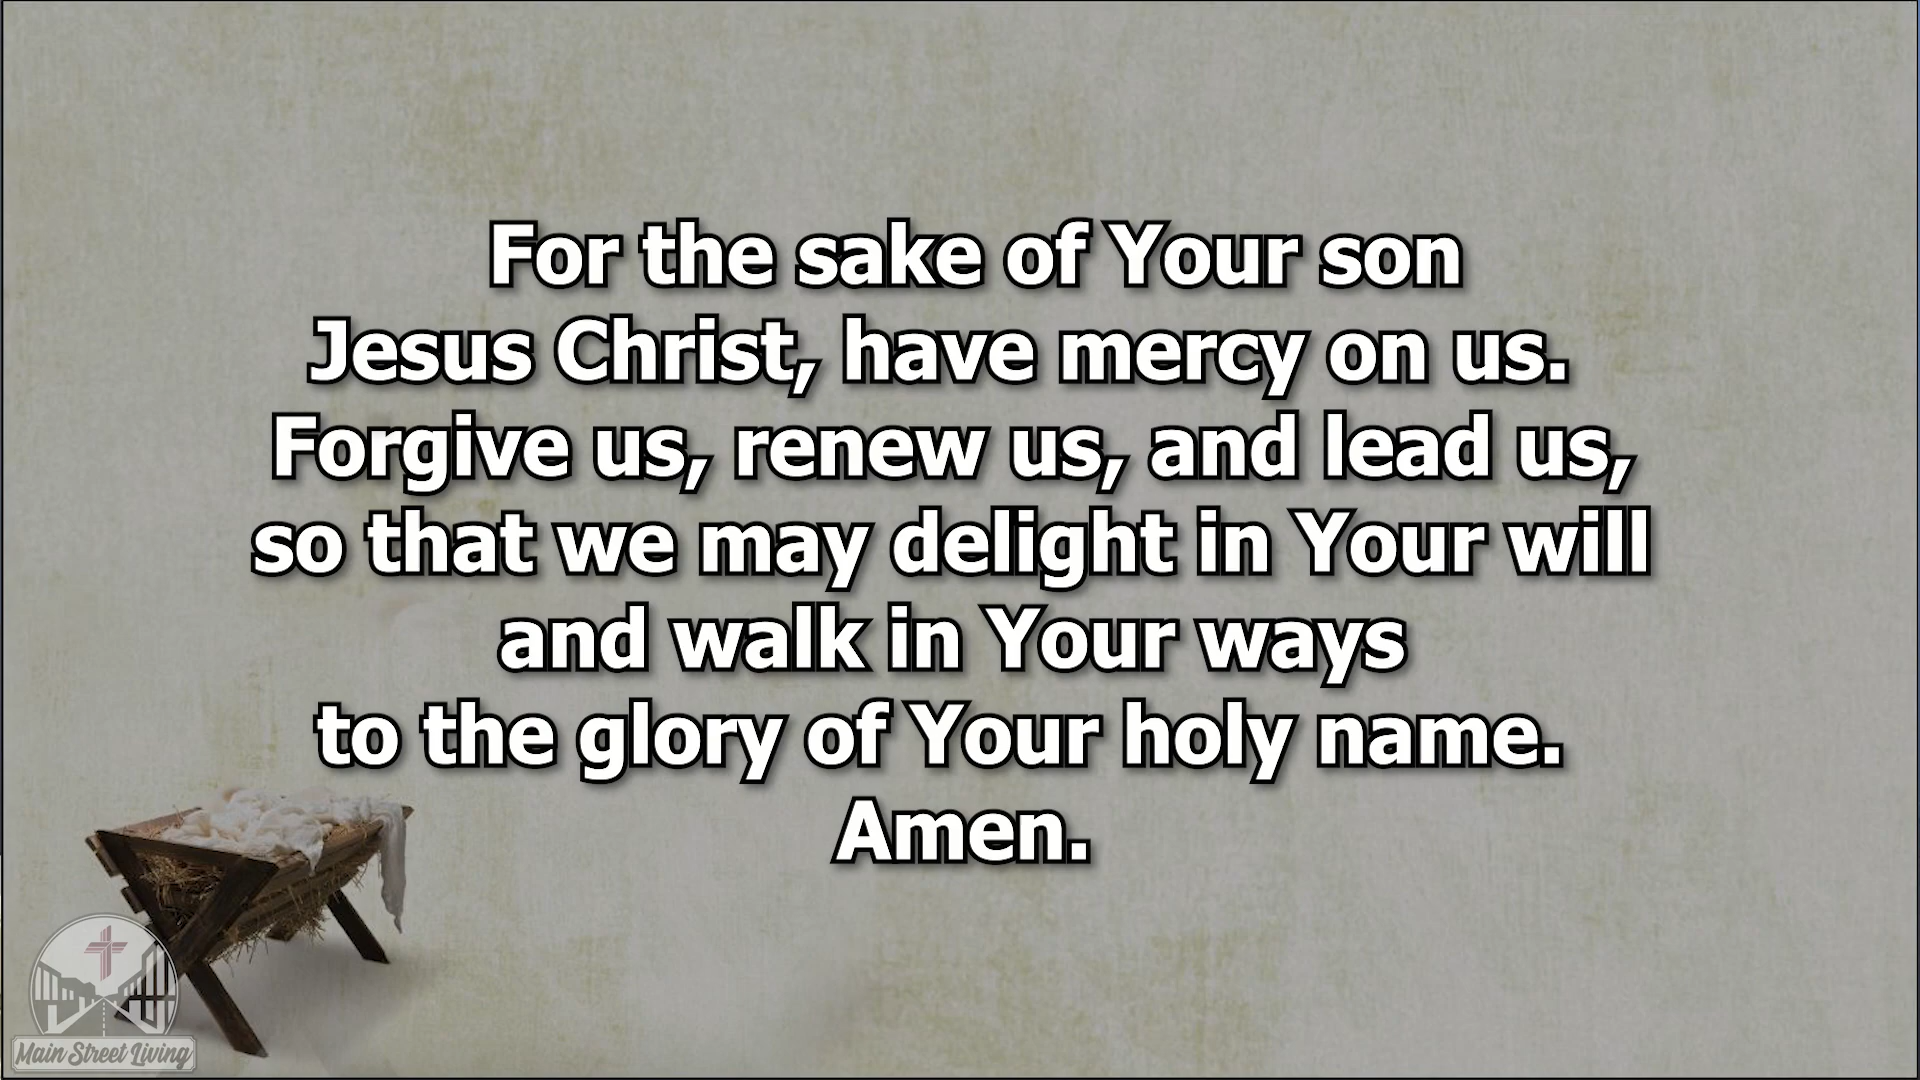 For the sake of Your son
Jesus Christ, have mercy on us.
Forgive us, renew us, and lead us,
so that we may delight in Your will
and walk in Your ways
to the glory of Your holy name.
Amen.
Main Street Living